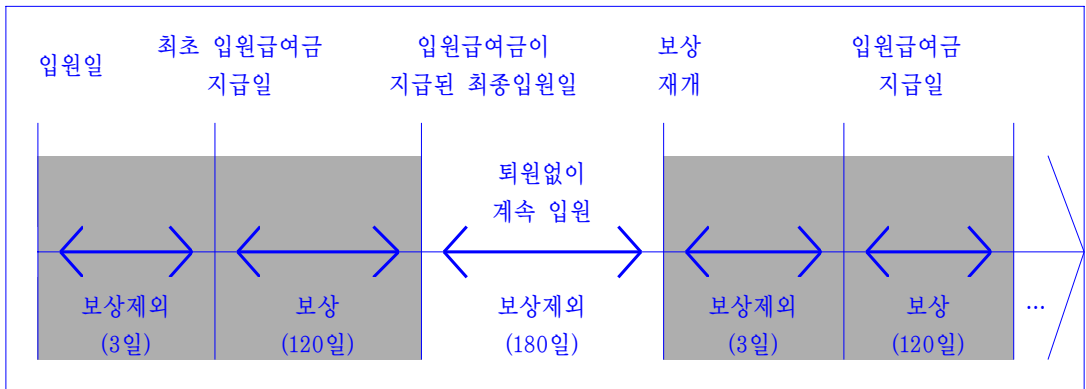 입원일
최초 입원급여금
지급일
입원급여금이
지급된 최종입원일
보상
재개
입원급여금
지급일
퇴원없이
계속 입원
보상제외
(3일)
보상
(120일)
보상제외
(180일)
보상제외
(3일)
보상
(120일)
…